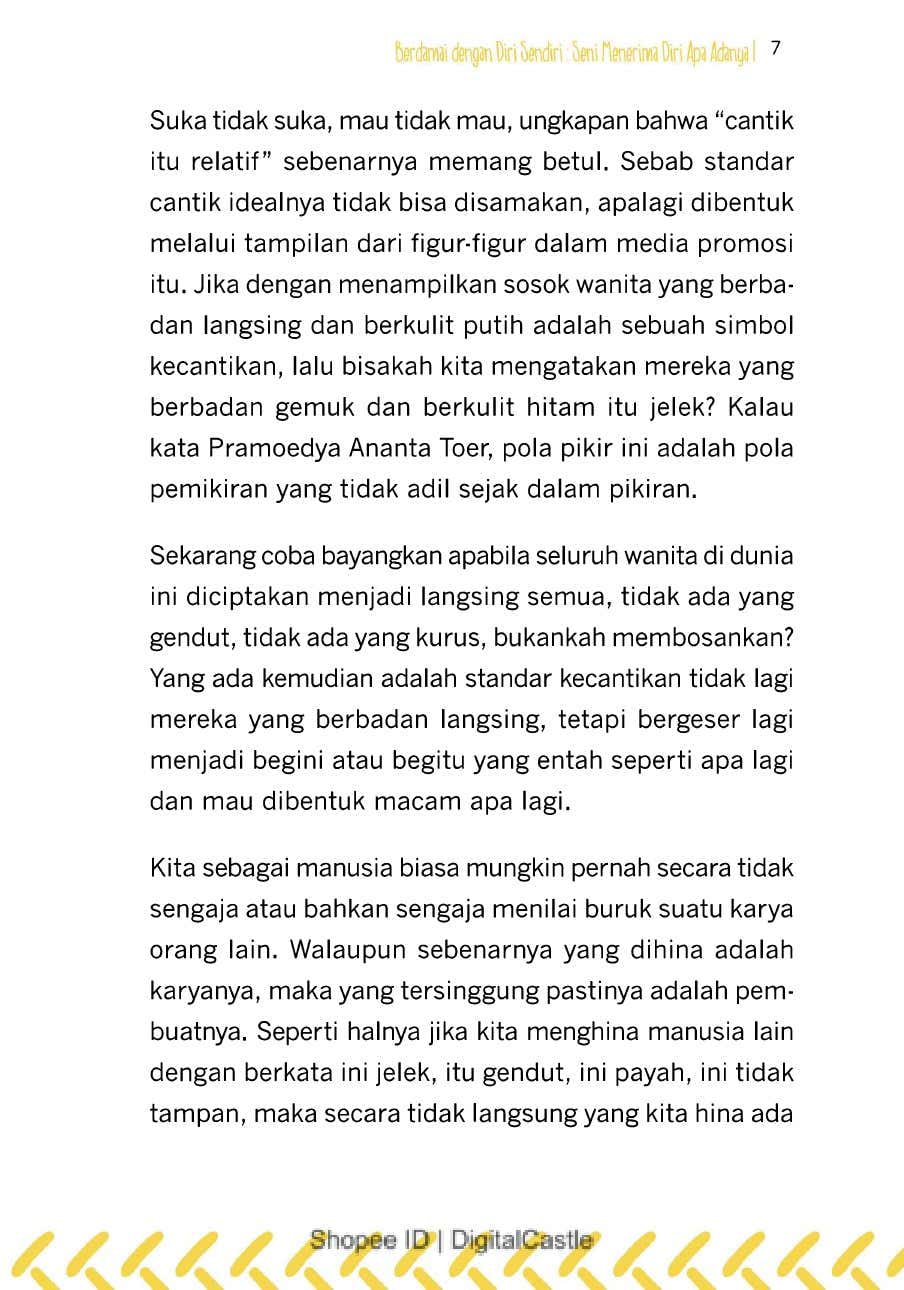 Berdamai dengan Diri Sendiri : Seni Menerima Diri Apa Adanya | 7
Suka tidak suka, mau tidak mau, ungkapan bahwa “cantik
itu relatif” sebenarnya memang betul. Sebab standar
cantik idealnya tidak bisa disamakan, apalagi dibentuk
melalui tampilan dari figur-figur dalam media promosi
itu. Jika dengan menampilkan sosok wanita yang berba-
dan langsing dan berkulit putih adalah sebuah simbol
kecantikan, lalu bisakah kita mengatakan mereka yang
berbadan gemuk dan berkulit hitam itu jelek? Kalau
kata Pramoedya Ananta Toer, pola pikir ini adalah pola
pemikiran yang tidak adil sejak dalam pikiran.
Sekarang coba bayangkan apabila seluruh wanita di dunia
ini diciptakan menjadi langsing semua, tidak ada yang
gendut, tidak ada yang kurus, bukankah membosankan?
Yang ada kemudian adalah standar kecantikan tidak lagi
mereka yang berbadan langsing, tetapi bergeser lagi
menjadi begini atau begitu yang entah seperti apa lagi
dan mau dibentuk macam apa lagi.
Kita sebagai manusia biasa mungkin pernah secara tidak
sengaja atau bahkan sengaja menilai buruk suatu karya
orang lain. Walaupun sebenarnya yang dihina adalah
karyanya, maka yang tersinggung pastinya adalah pem-
buatnya. Seperti halnya jika kita menghina manusia lain
dengan berkata ini jelek, itu gendut, ini payah, ini tidak
tampan, maka secara tidak langsung yang kita hina ada
Shopee ID | DigitalCastle